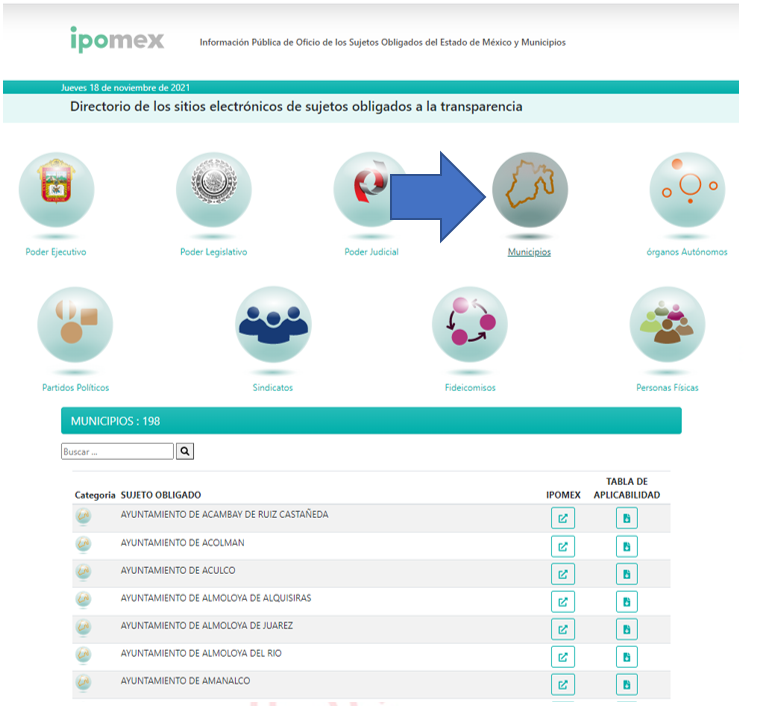 ipomex
Información Pública de Oficio de los Sujetos Obligados del Estado de México y Municipios
Jueves 18 de noviembre de 2021
Directorio de los sitios electrónicos de sujetos obligados a la transparencia
Poder Ejecutivo
Poder Legislativo
Poder Judicial
Municipios
órganos Autónomos
Partidos Políticos
Sindicatos
Fideicomisos
Personas Físicas
MUNICIPIOS : 198
Buscar ...
Categoria SUJETO OBLIGADO IPOMEX TABLA DE APLICABILIDAD
AYUNTAMIENTO DE ACAMBAY DE RUIZ CASTAÑEDA
AYUNTAMIENTO DE ACOLMAN
AYUNTAMIENTO DE ACULCO
AYUNTAMIENTO DE ALMOLOYA DE ALQUISIRAS
AYUNTAMIENTO DE ALMOLOYA DE JUAREZ
AYUNTAMIENTO DE ALMOLOYA DEL RIO
AYUNTAMIENTO DE AMANALCO